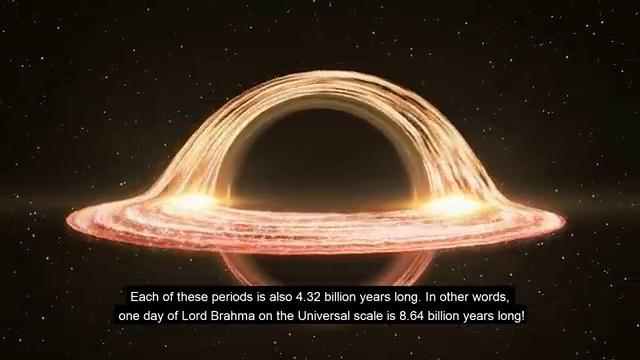 Each of these periods is also 4.32 billion years long. In other words,
one day of Lord Brahma on the Universal scale is 8.64 billion years long!